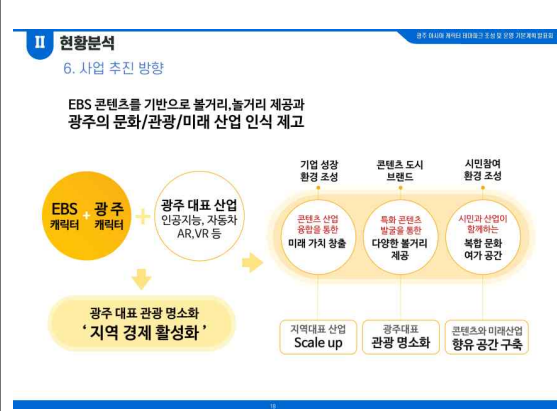 II 현황분석
광주 아시아 캐릭터 테마파크 조성 및 운영 기본계획 발표회
6. 사업 추진 방향
EBS 콘텐츠를 기반으로 볼거리,놀거리 제공과
광주의 문화/관광/미래 산업 인식 제고
EBS + 광주
캐릭터 캐릭터
+
광주 대표 산업
인공지능, 자동차
AR,VR 등
광주 대표 관광 명소화
‘지역 경제 활성화’
기업 성장
환경 조성
콘텐츠 산업
융합을 통한
미래 가치 창출
지역대표 산업
Scale up
콘텐츠 도시
브랜드
특화 콘텐츠
발굴을 통한
다양한 볼거리
제공
광주대표
관광 명소화
시민참여
환경 조성
시민과 산업이
함께하는
복합 문화
여가 공간
콘텐츠와 미래산업
향유 공간 구축